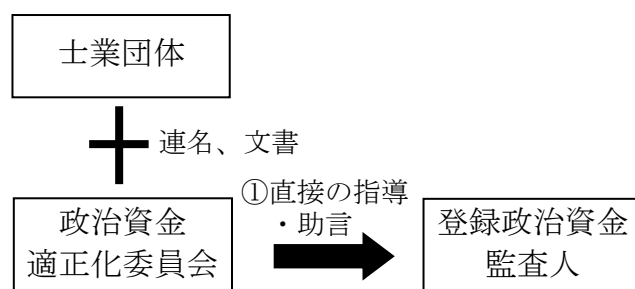 士業団体
連名、文書
①直接の指導
・助言
政治資金
適正化委員会
登録政治資金
監査人